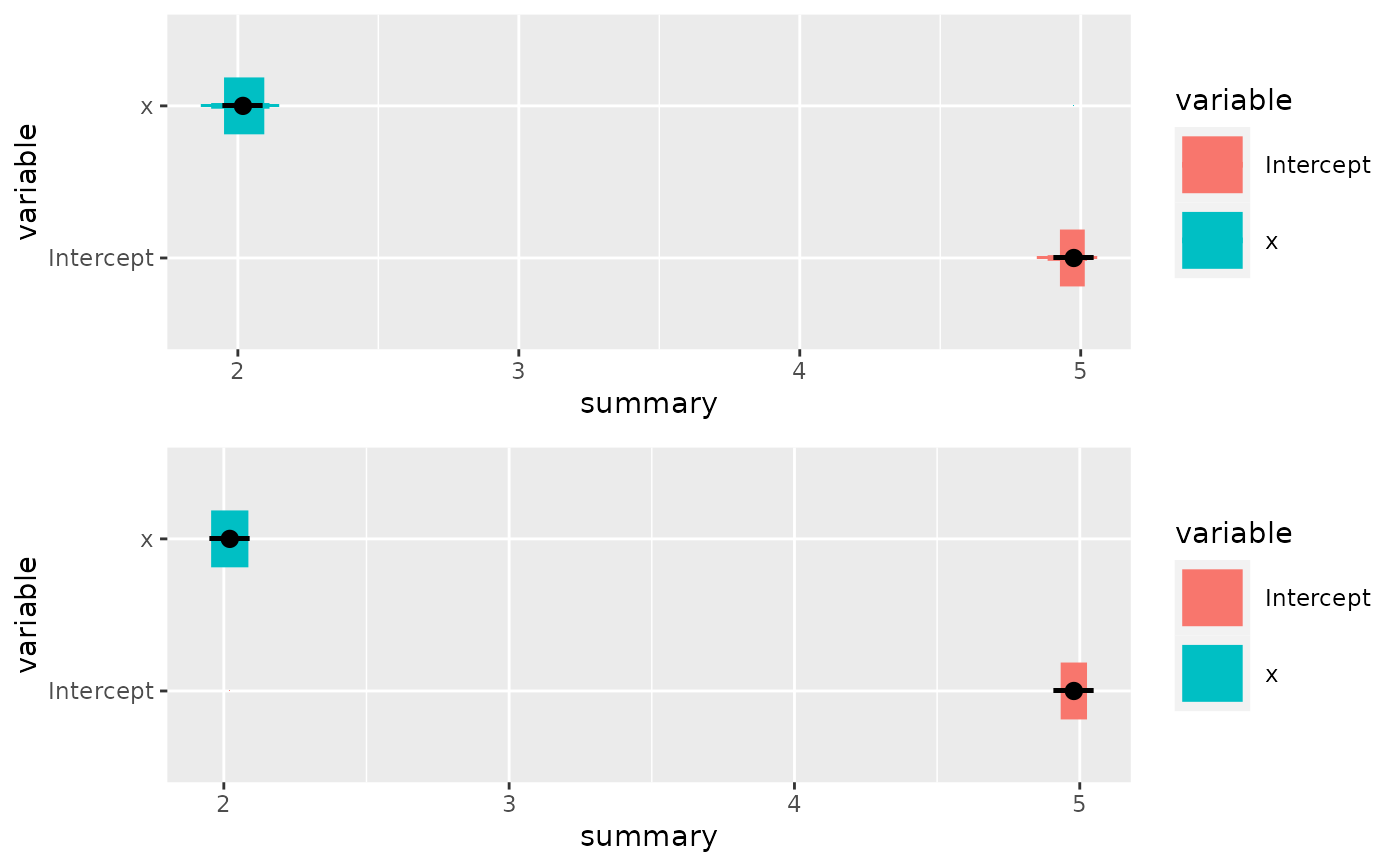 variable
x
Intercept
2 3 4 5
summary
variable
Intercept
x
variable
x
Intercept
2 3 4 5
summary
variable
Intercept
x